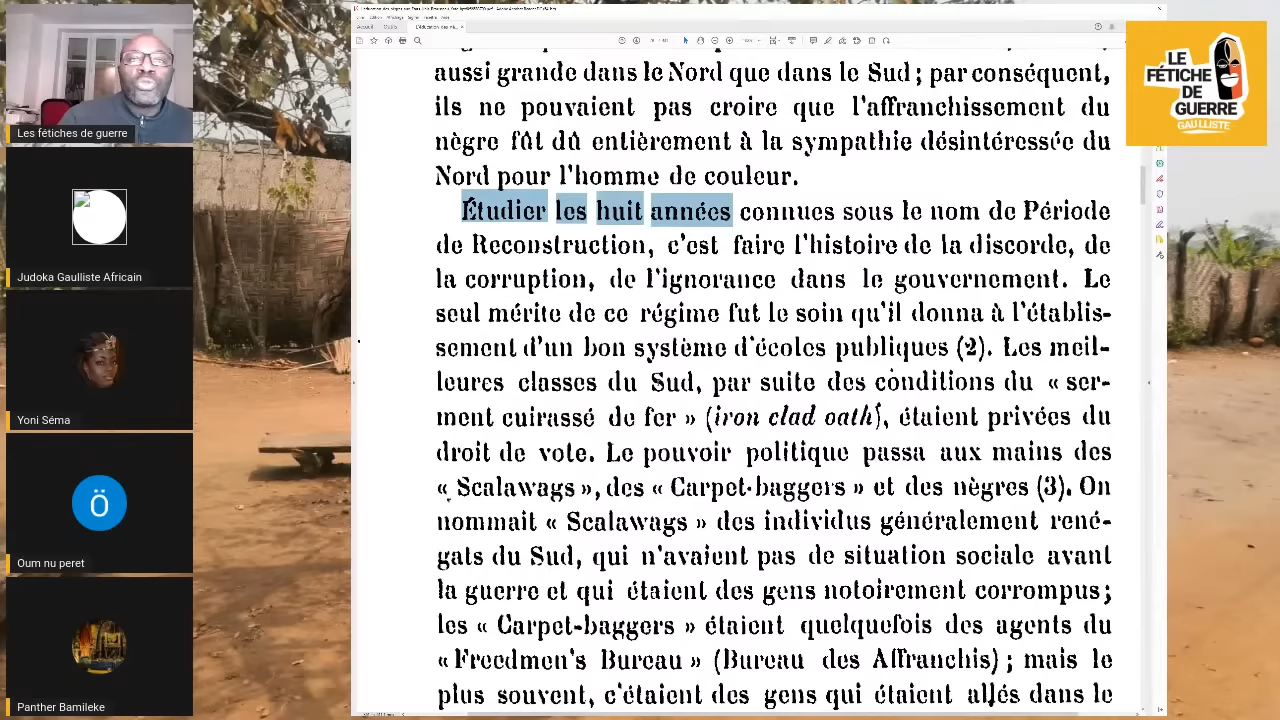 Les fétiches de guerre
Judoka Gaulliste Africain
Yoni Séma
Ö
Oum nu peret
Panther Bamileke
Accueil Outils
aussi grande dans le Nord que dans le Sud ; par conséquent,
ils ne pouvaient pas croire que l'affranchissement du
nègre fût dû entièrement à la sympathie désintéressée du
Nord pour l'homme de couleur.
Étudier les huit années connues sous le nom de Période
de Reconstruction, c'est faire l'histoire de la discorde, de
la corruption, de l'ignorance dans le gouvernement. Le
seul mérite de ce régime fut le soin qu'il donna à l'établis-
sement d'un bon système d'écoles publiques (2). Les meil-
leures classes du Sud, par suite des conditions du « ser-
ment cuirassé de fer » (iron clad oath), étaient privées du
droit de vote. Le pouvoir politique passa aux mains des
« Scalawags », des « Carpet-baggers » et des nègres (3). On
nommait « Scalawags » des individus généralement rené-
gats du Sud, qui n'avaient pas de situation sociale avant
la guerre et qui étaient des gens notoirement corrompus ;
les « Carpet-baggers » étaient quelquefois des agents du
« Freedmen's Bureau » (Bureau des Affranchis) ; mais le
plus souvent, c'étaient des gens qui étaient allés dans le
LE
FÉTICHE
DE
GUERRE
GAULLISTE